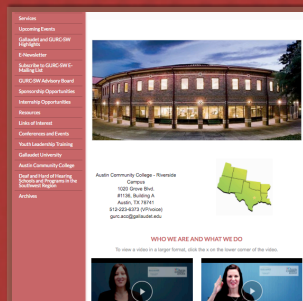 Services
Upcoming Events
Gallaudet and GURC-SW
Highlights
E-Newsletter
Subscribe to GURC-SW E-
Mailing List
GURC-SW Advisory Board
Sponsorship Opportunities
Internship Opportunities
Resources
Links of Interest
Conferences and Events
Youth Leadership Training
Gallaudet University
Austin Community College
Deaf and Hard of Hearing
Schools and Programs in the
Southwest Region
Archives
Austin Community College - Riverside
Campus
1020 Grove Blvd.
#1136, Building A
Austin, TX 78741
512-223-6373 (VP/voice)
gurc.acc@gallaudet.edu
WHO WE ARE AND WHAT WE DO
To view a video in a larger format, click the x on the lower corner of the video.